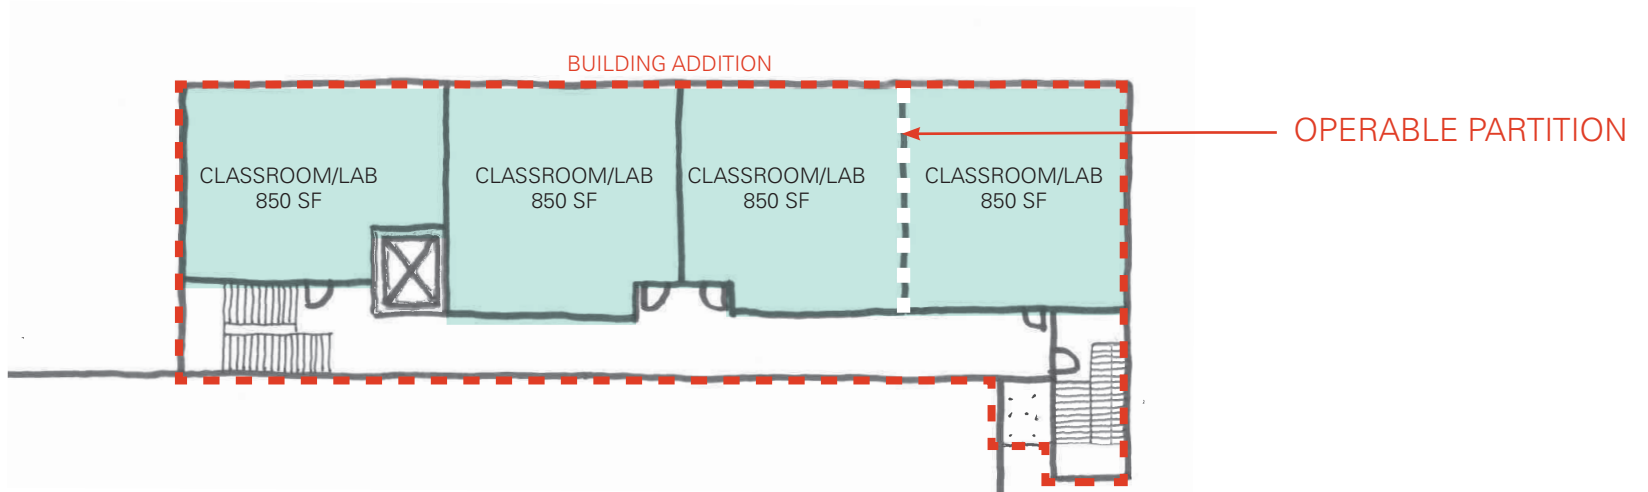 BUILDING ADDITION
OPERABLE PARTITION
CLASSROOM/LAB
850 SF
CLASSROOM/LAB
850 SF
CLASSROOM/LAB
850 SF
CLASSROOM/LAB
850 SF